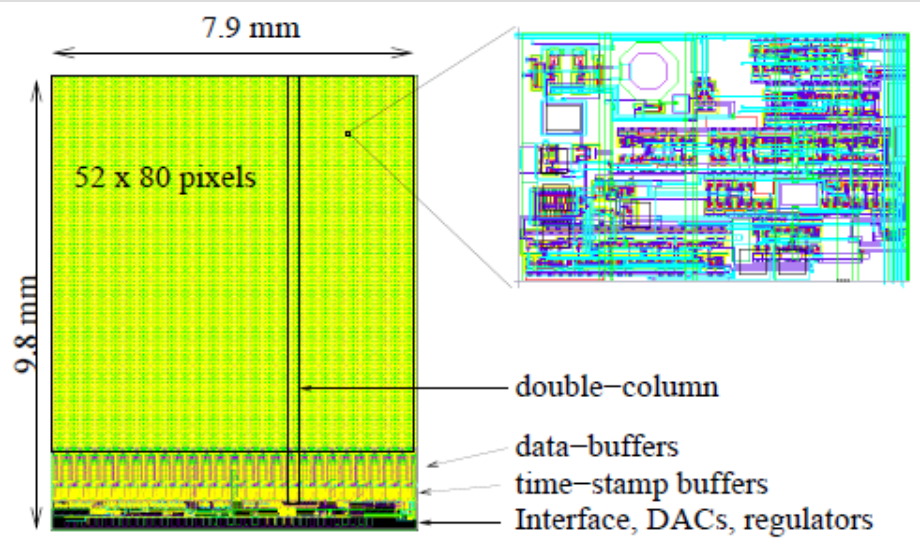 7.9 mm
52 x 80 pixels
9.8 mm
double−column
data−buffers
time−stamp buffers
Interface, DACs, regulators